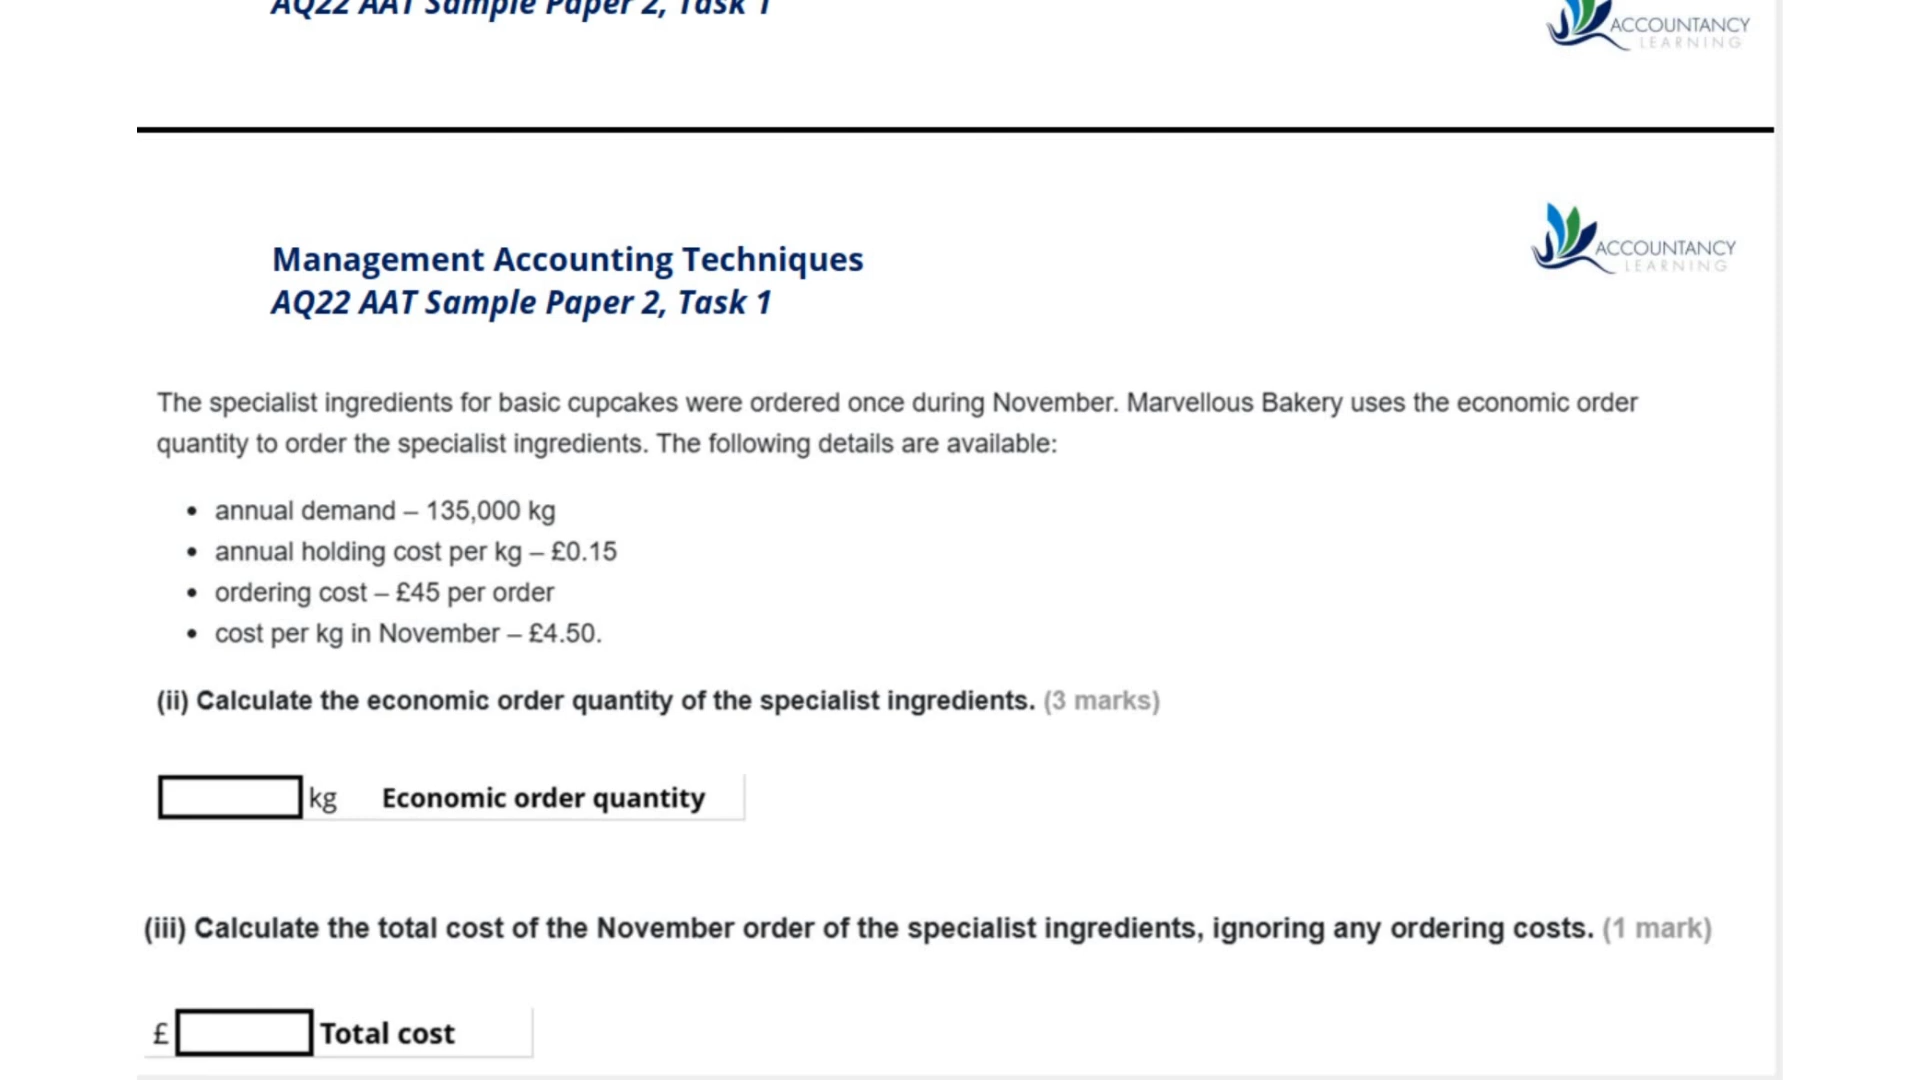 AQ22 AAT Sample Paper 2, Task 1
ACCOUNTANCY
LEARNING
ACCOUNTANCY
LEARNING
Management Accounting Techniques
AQ22 AAT Sample Paper 2, Task 1
The specialist ingredients for basic cupcakes were ordered once during November. Marvellous Bakery uses the economic order
quantity to order the specialist ingredients. The following details are available:
• annual demand – 135,000 kg
• annual holding cost per kg – £0.15
• ordering cost – £45 per order
• cost per kg in November – £4.50.
(ii) Calculate the economic order quantity of the specialist ingredients. (3 marks)
kg Economic order quantity
(iii) Calculate the total cost of the November order of the specialist ingredients, ignoring any ordering costs. (1 mark)
£ Total cost